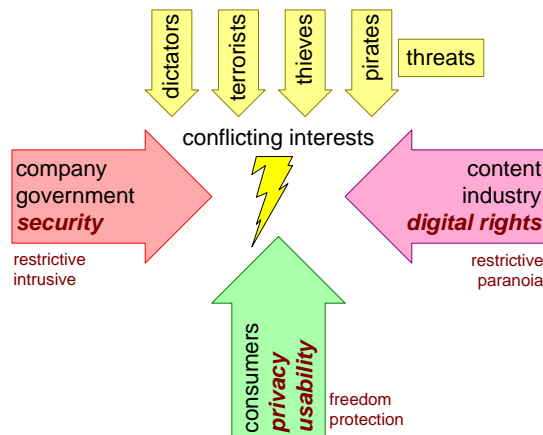 dictators
terrorists
thieves
pirates
threats
conflicting interests
company
government
security
restrictive
intrusive
content
industry
digital rights
restrictive
paranoia
consumers
privacy
usability
freedom
protection